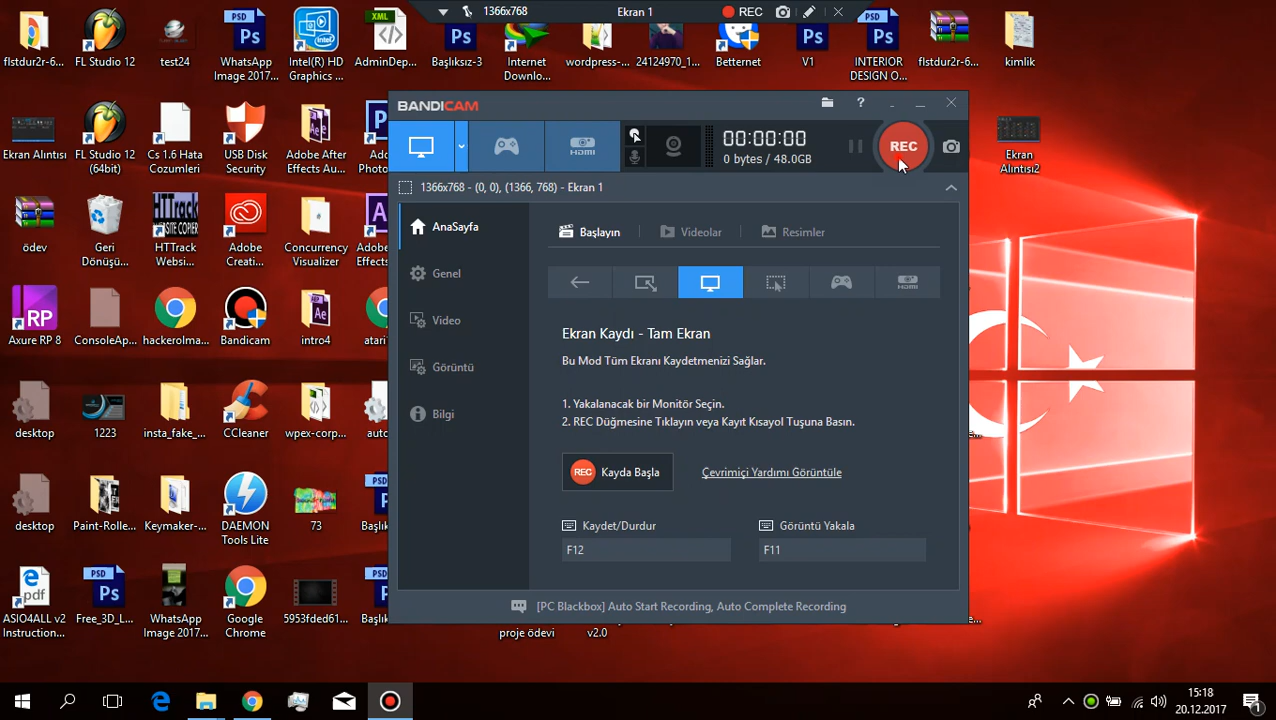 1366x768
Ekran 1
REC
flstdur2r-6...
FL Studio 12
test24
WhatsApp
Image 2017...
Intel(R) HD
Graphics ...
AdminDep...
Başlıksız-3
Internet
Downlo...
wordpress-...
24124970_1...
Betternet
V1
INTERIOR
DESIGN O...
flstdur2r-6...
kimlik
Ekran Alıntısı
FL Studio 12
(64bit)
Cs 1.6 Hata
Cozumleri
USB Disk
Security
Adobe After
Effects Au...
Ekran
Alıntısı2
BANDICAM
00:00:00
0 bytes / 48.0GB
REC
1366x768 - (0, 0), (1366, 768) - Ekran 1
AnaSayfa
Genel
Video
Görüntü
Bilgi
Başlayın
Videolar
Resimler
Ekran Kaydı - Tam Ekran
Bu Mod Tüm Ekranı Kaydetmenizi Sağlar.
1. Yakalanacak bir Monitör Seçin.
2. REC Düğmesine Tıklayın veya Kayıt Kısayol Tuşuna Basın.
REC Kayda Başla
Çevrimiçi Yardımı Görüntüle
Kaydet/Durdur
F12
Görüntü Yakala
F11
[PC Blackbox] Auto Start Recording, Auto Complete Recording
ödev
Geri
Dönüşü...
HTTrack
Websi...
Adobe
Creati...
Concurrency
Visualizer
Axure RP 8
ConsoleAp...
hackerolma...
Bandicam
intro4
desktop
1223
insta_fake_...
CCleaner
wpex-corp...
desktop
Paint-Rolle...
Keymaker-...
DAEMON
Tools Lite
73
ASIO4ALL v2
Instruction...
Free_3D_L...
WhatsApp
Image 2017...
Google
Chrome
5953fded61...
proje ödevi
v2.0
15:18
20.12.2017